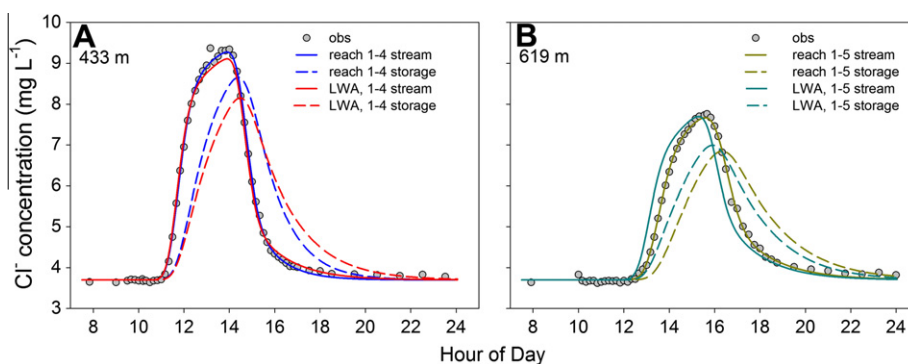 A
433 m
obs
reach 1-4 stream
reach 1-4 storage
LWA, 1-4 stream
LWA, 1-4 storage
B
619 m
obs
reach 1-5 stream
reach 1-5 storage
LWA, 1-5 stream
LWA, 1-5 storage
Cl⁻ concentration (mg L⁻¹)
10
9
8
7
6
5
4
3
8 10 12 14 16 18 20 22 24
8 10 12 14 16 18 20 22 24
Hour of Day